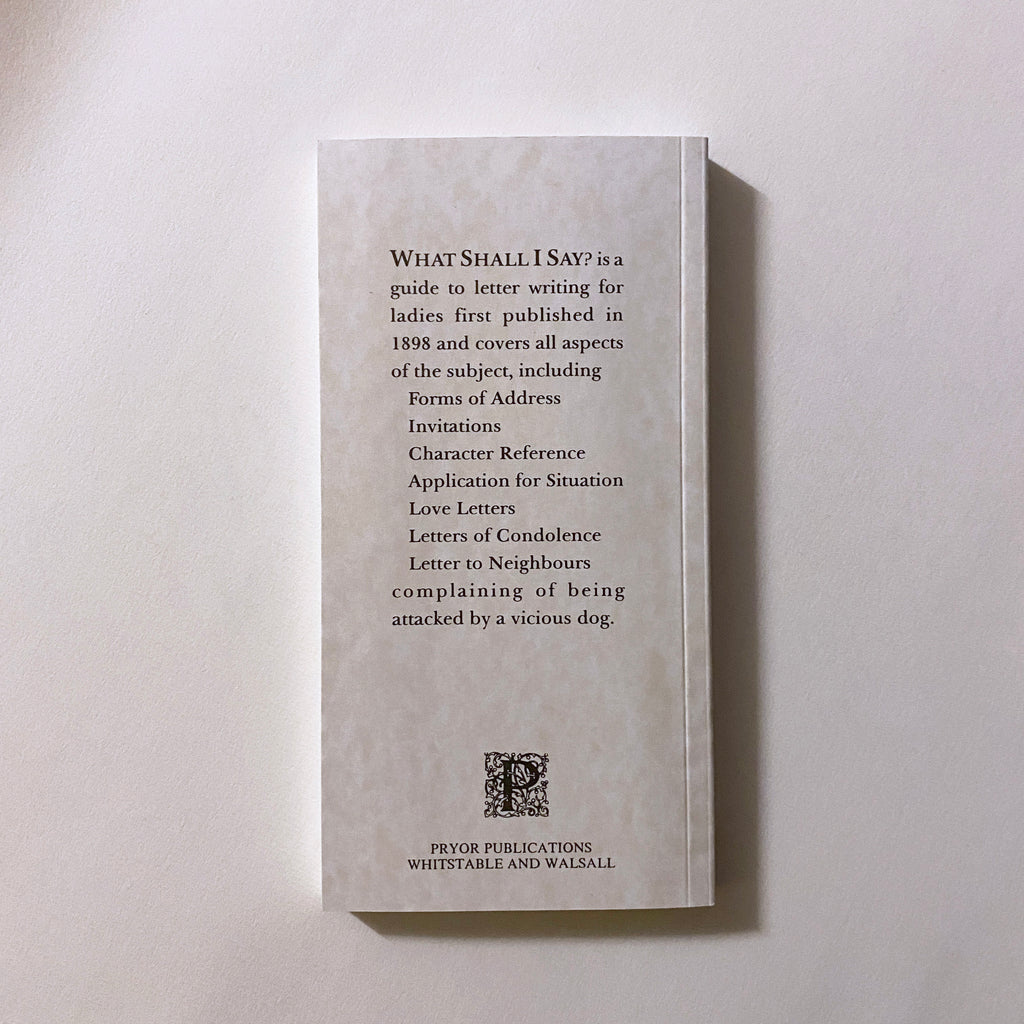 WHAT SHALL I SAY? is a
guide to letter writing for
ladies first published in
1898 and covers all aspects
of the subject, including
Forms of Address
Invitations
Character Reference
Application for Situation
Love Letters
Letters of Condolence
Letter to Neighbours
complaining of being
attacked by a vicious dog.
P
PRYOR PUBLICATIONS
WHITSTABLE AND WALSALL